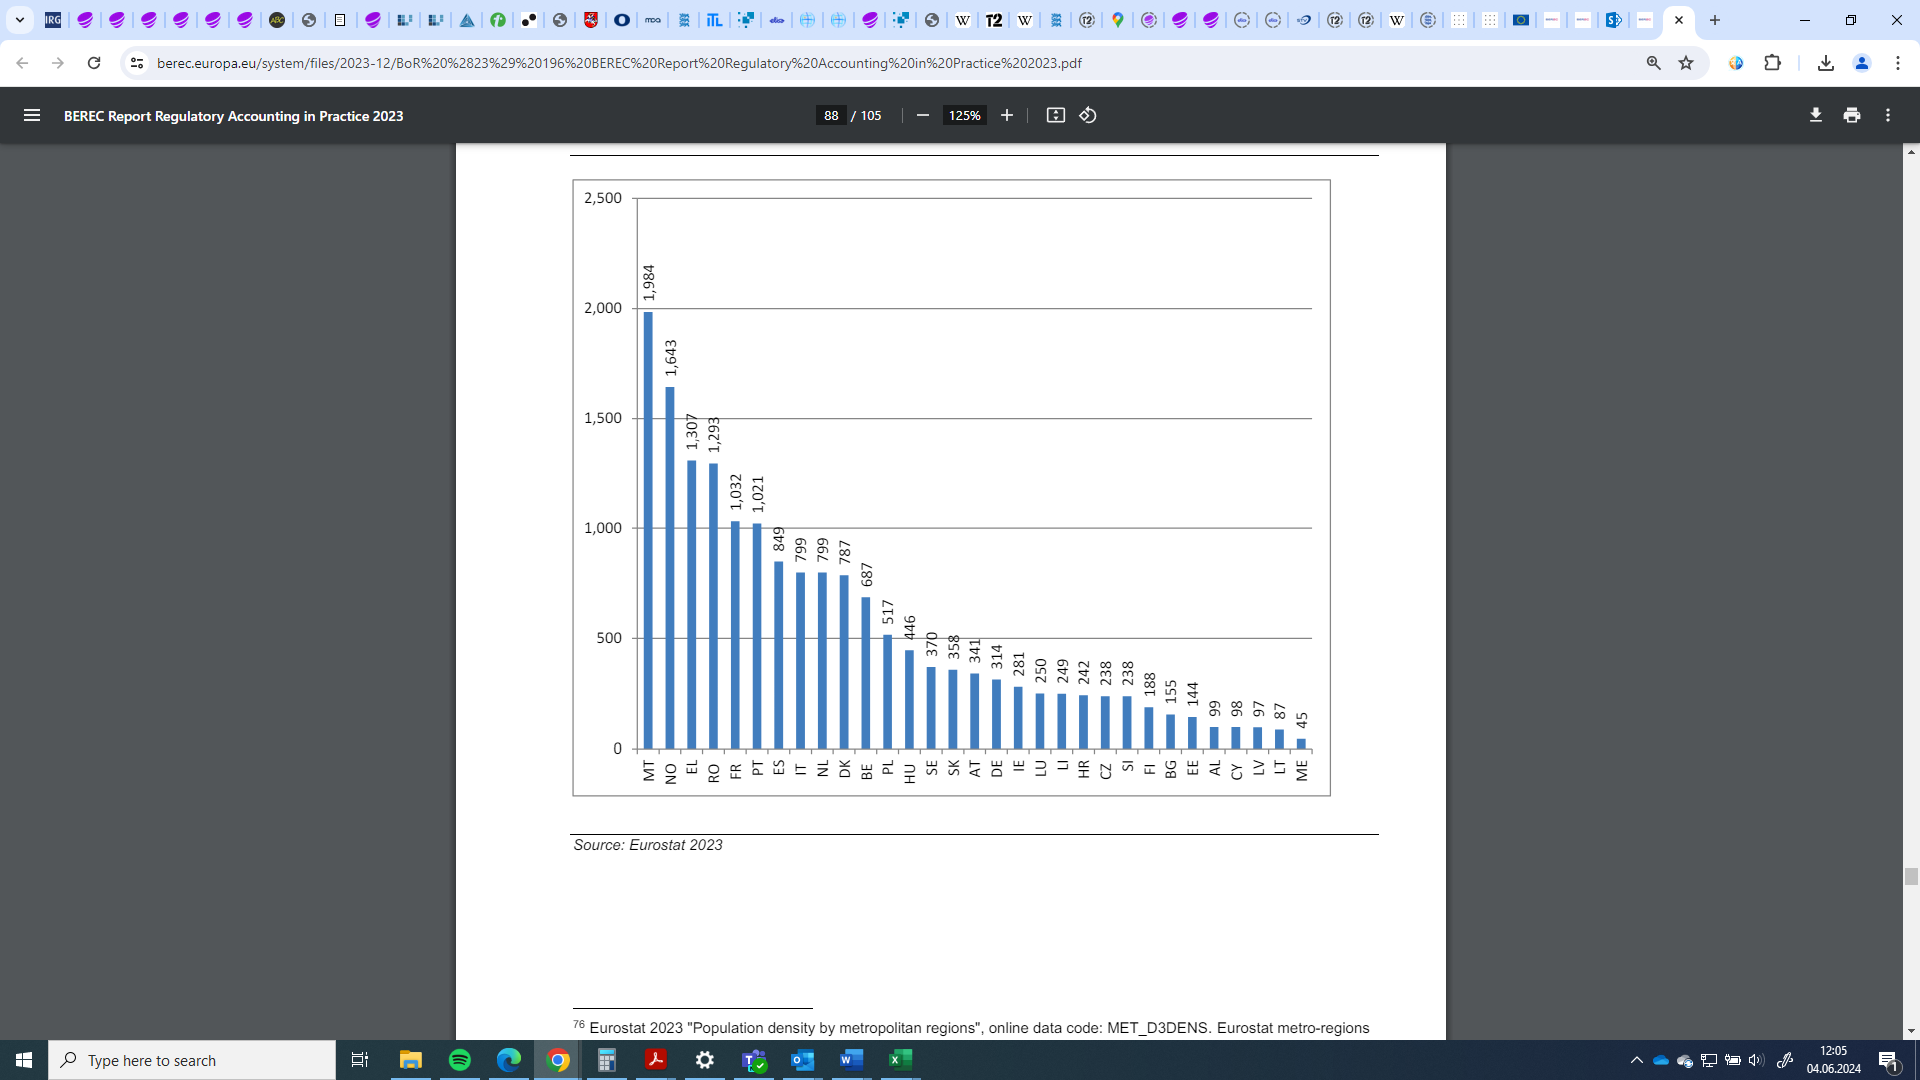 berec.europa.eu/system/files/2023-12/BoR%20%2823%29%20196%20BEREC%20Report%20Regulatory%20Accounting%20in%20Practice%202023.pdf
BEREC Report Regulatory Accounting in Practice 2023
88 / 105
125%
2,500
2,000
1,500
1,000
500
0
1,984
1,643
1,307
1,293
1,032
1,021
849
799
799
787
687
517
446
370
358
341
314
281
250
249
242
238
238
188
155
144
99
98
97
87
45
MT
NO
EL
RO
FR
PT
ES
IT
NL
DK
BE
PL
HU
SE
SK
AT
DE
IE
LU
LI
HR
CZ
SI
FI
BG
EE
AL
CY
LV
LT
ME
Source: Eurostat 2023
76 Eurostat 2023 "Population density by metropolitan regions", online data code: MET_D3DENS. Eurostat metro-regions
Type here to search
12:05
04.06.2024
1